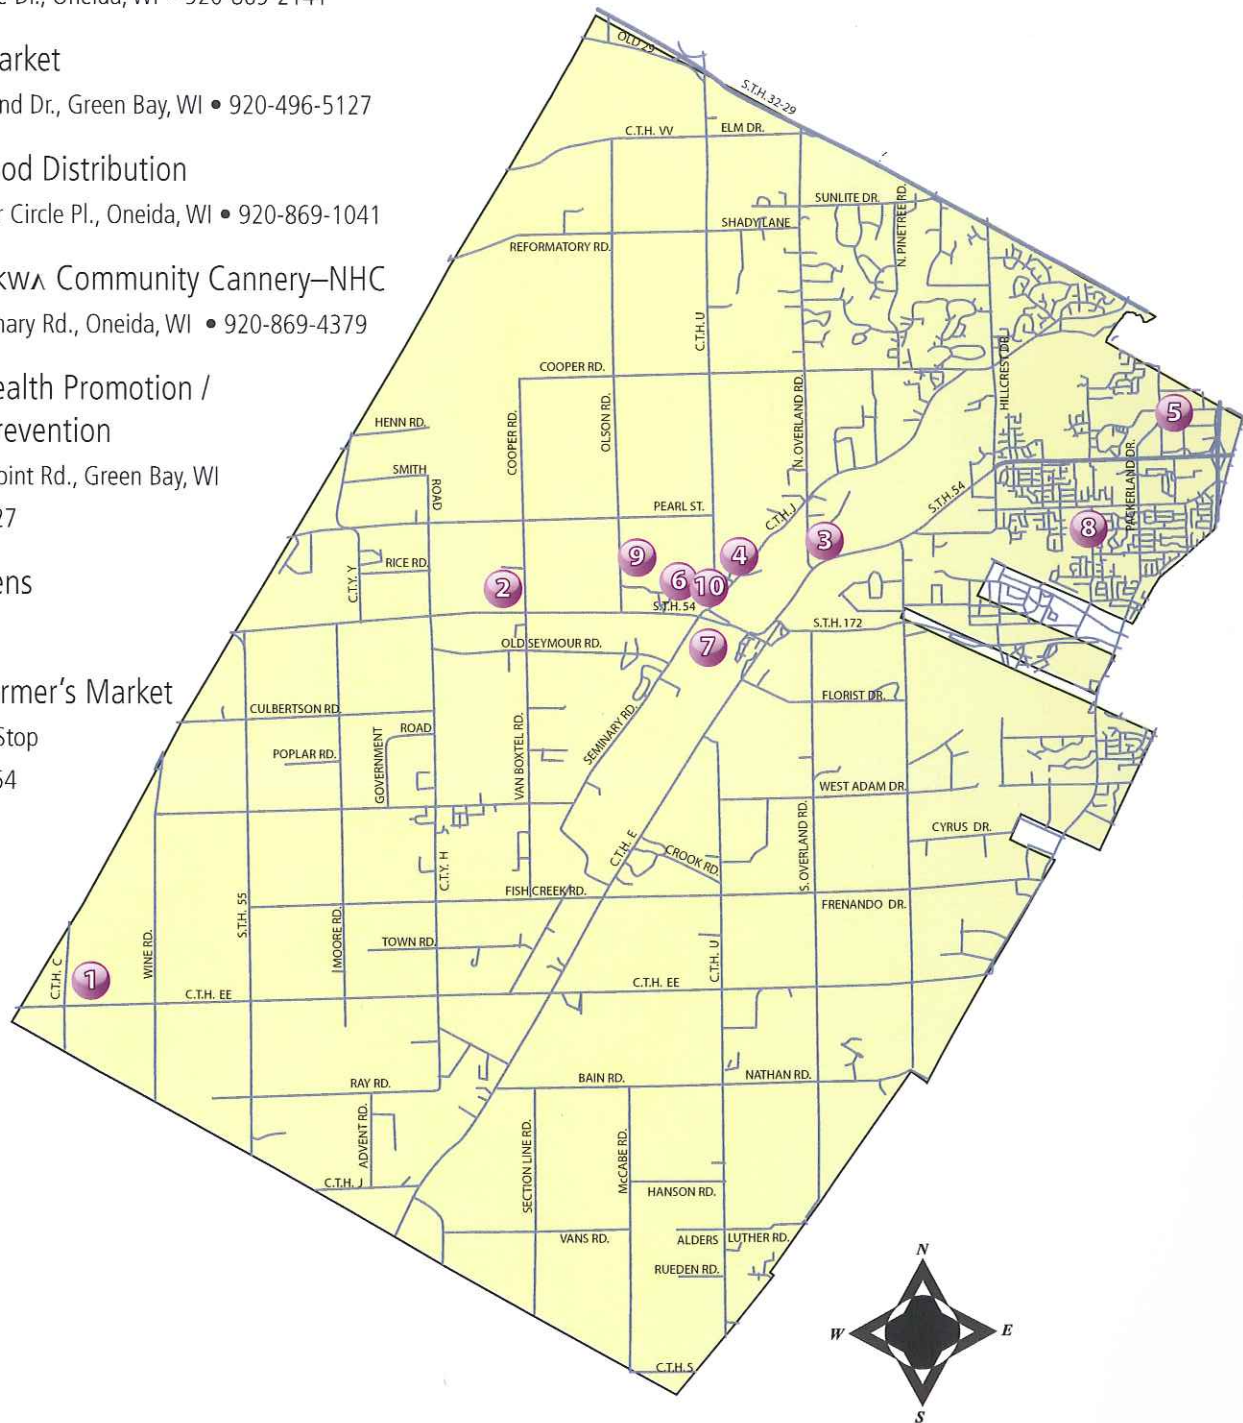 e Dr., Oneida, WI • 920-869-2141
arket
nd Dr., Green Bay, WI • 920-496-5127
ood Distribution
r Circle Pl., Oneida, WI • 920-869-1041
kwʌ Community Cannery–NHC
nary Rd., Oneida, WI • 920-869-4379
ealth Promotion /
revention
oint Rd., Green Bay, WI
27
ens
rmer's Market
Stop
54
OLD 29
S.T.H. 32-29
C.T.H. VV
ELM DR.
SUNLITE DR.
N. PINETREE RD.
SHADY LANE
REFORMATORY RD.
C.T.H. U
HILLCREST DR.
COOPER RD.
N. OVERLAND RD.
OLSON RD.
COOPER RD.
HENN RD.
5
SMITH
ROAD
PACKERLAND DR.
S.T.H. 54
PEARL ST.
C.T.H. J
8
3
9
4
RICE RD.
C.T.Y. Y
2
6
10
S.T.H. 54
S.T.H. 172
OLD SEYMOUR RD.
7
FLORIST DR.
CULBERTSON RD.
ROAD
SEMINARY RD.
POPLAR RD.
GOVERNMENT
VAN BOXTEL RD.
WEST ADAM DR.
CYRUS DR.
C.T.H. E
S. OVERLAND RD.
CROOK RD.
C.T.Y. H
FISH CREEK RD.
FRENANDO DR.
S.T.H. 55
MOORE RD.
WINE RD.
TOWN RD.
C.T.H. U
C.T.H. C
1
C.T.H. EE
C.T.H. EE
RAY RD.
BAIN RD.
NATHAN RD.
ADVENT RD.
SECTION LINE RD.
McCABE RD.
C.T.H. J
HANSON RD.
VANS RD.
ALDERS
LUTHER RD.
RUEDEN RD.
C.T.H. S
N
W
E
S